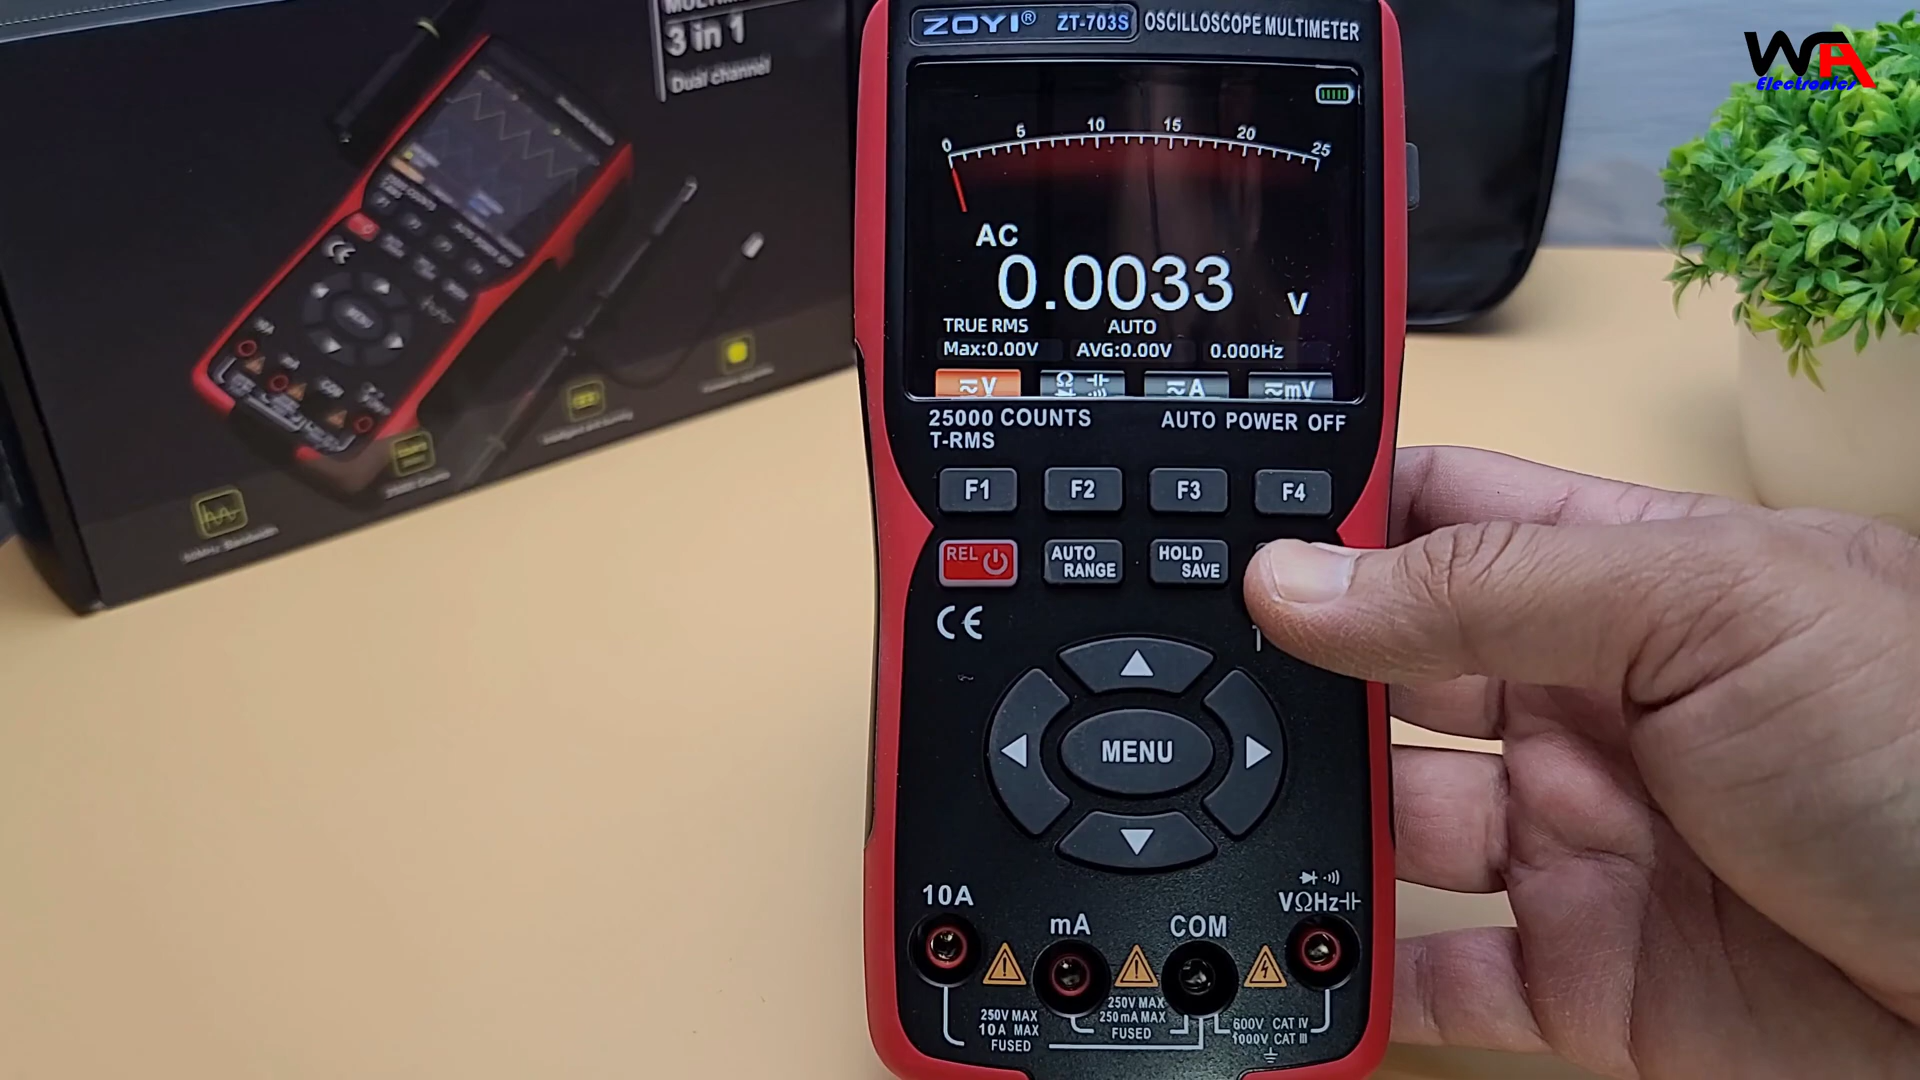 3 in 1
Dual channel
WA
Electronics
ZOYI® ZT-703S OSCILLOSCOPE MULTIMETER
0 5 10 15 20 25
AC
0.0033 V
TRUE RMS AUTO
Max:0.00V AVG:0.00V 0.000Hz
V Ω A mV
25000 COUNTS AUTO POWER OFF
T-RMS
F1 F2 F3 F4
REL AUTO RANGE HOLD SAVE
CE
MENU
10A mA COM VΩHz
250V MAX
10A MAX
FUSED
250V MAX
250mA MAX
FUSED
600V CAT IV
1000V CAT III